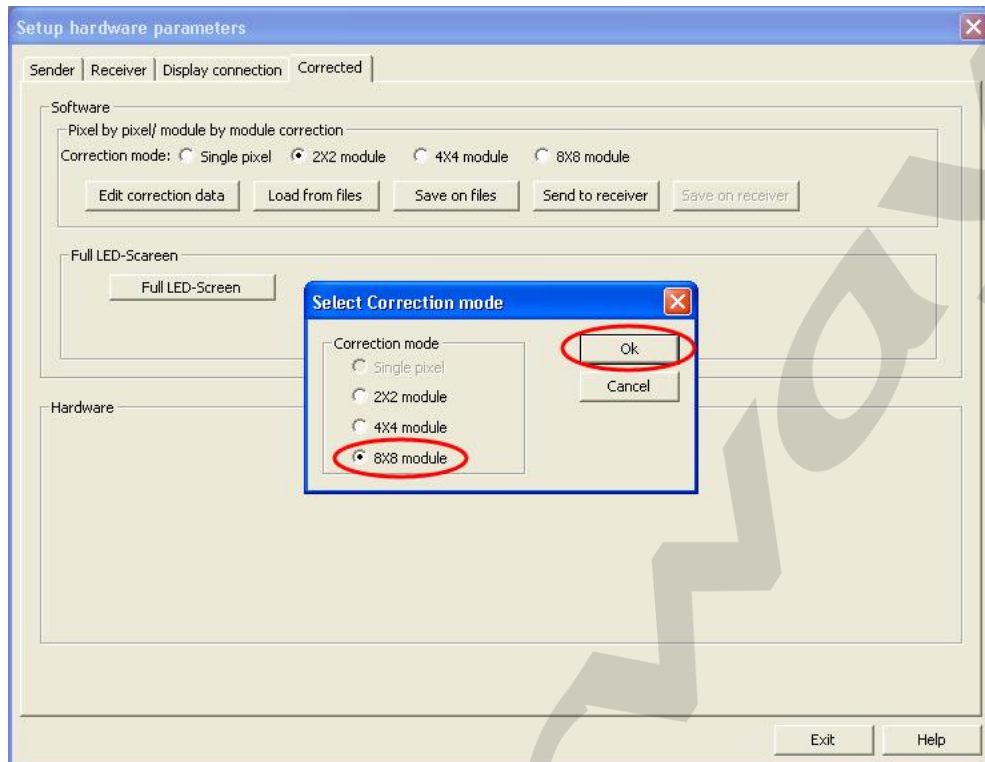 Setup hardware parameters
Sender Receiver Display connection Corrected
Software
Pixel by pixel/ module by module correction
Correction mode: Single pixel 2X2 module 4X4 module 8X8 module
Edit correction data Load from files Save on files Send to receiver Save on receiver
Full LED-Scareen
Full LED-Screen
Select Correction mode
Correction mode
Single pixel
2X2 module
4X4 module
8X8 module
Ok
Cancel
Hardware
Exit Help